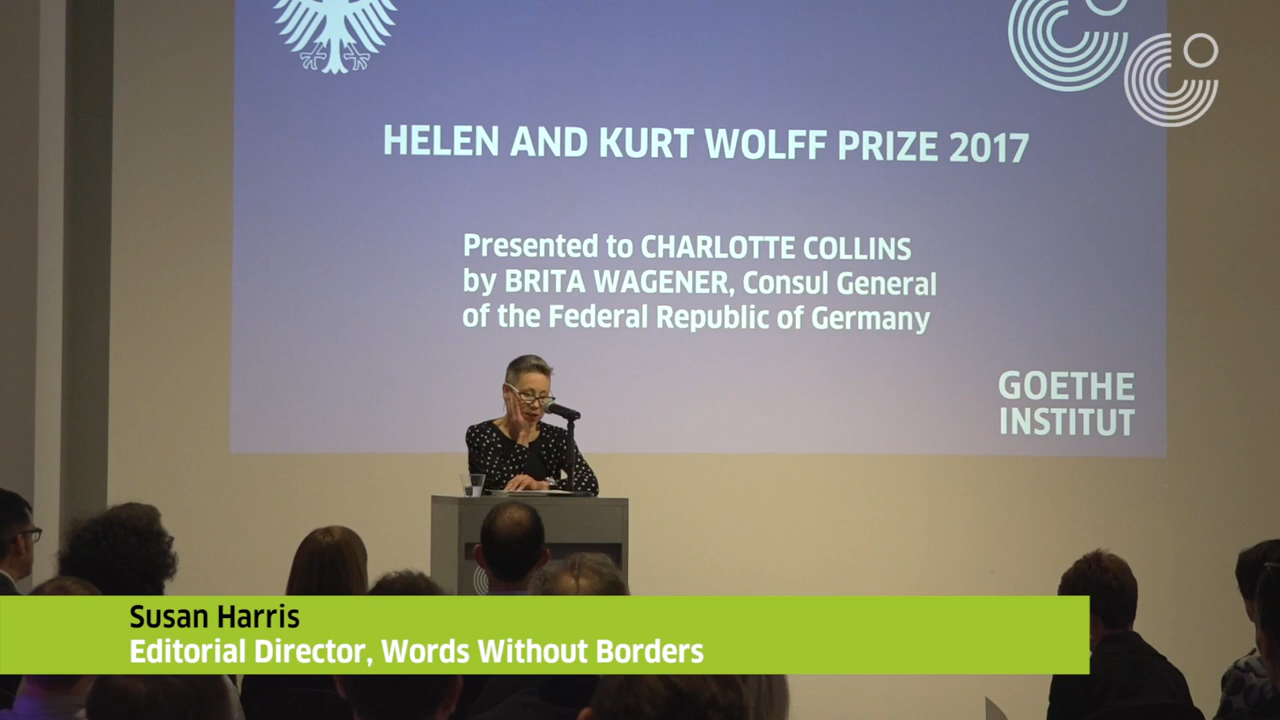 HELEN AND KURT WOLFF PRIZE 2017
Presented to CHARLOTTE COLLINS
by BRITA WAGENER, Consul General
of the Federal Republic of Germany
GOETHE
INSTITUT
Susan Harris
Editorial Director, Words Without Borders